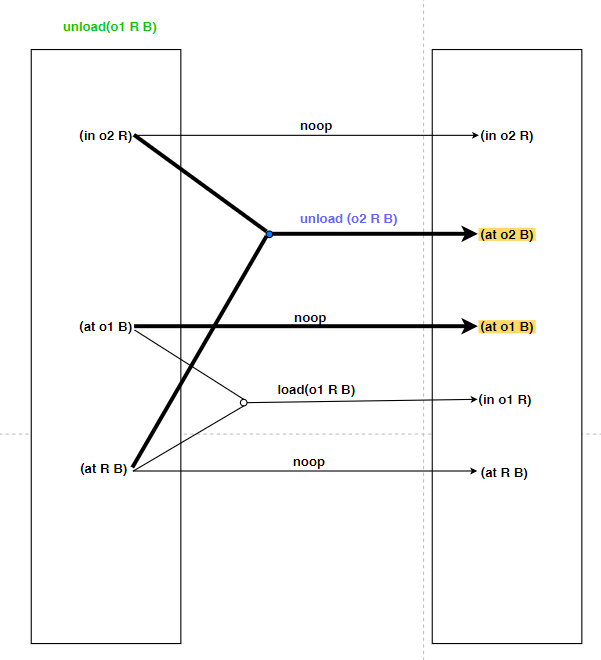 unload(o1 R B)
noop
(in o2 R)
(in o2 R)
unload (o2 R B)
(at o2 B)
noop
(at o1 B)
(at o1 B)
load(o1 R B)
(in o1 R)
noop
(at R B)
(at R B)